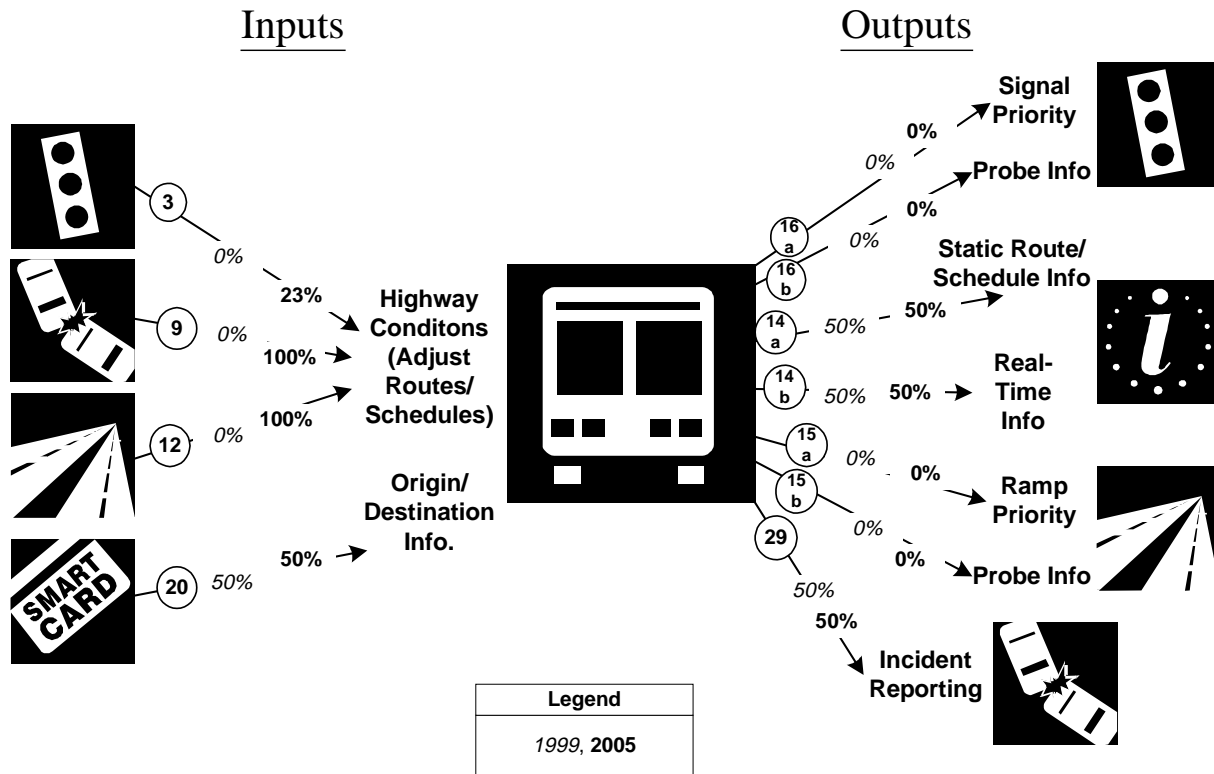 Inputs
Outputs
3
0%
23%
9
0%
100%
12
0%
100%
SMART
CARD
20
50%
50%
Highway
Conditons
(Adjust
Routes/
Schedules)
Origin/
Destination
Info.
16
a
0%
0%
Signal
Priority
16
b
0%
0%
Probe Info
14
a
50%
50%
Static Route/
Schedule Info
i
14
b
50%
50%
Real-
Time
Info
15
a
0%
0%
Ramp
Priority
15
b
0%
0%
Probe Info
29
50%
50%
Incident
Reporting
Legend
1999, 2005